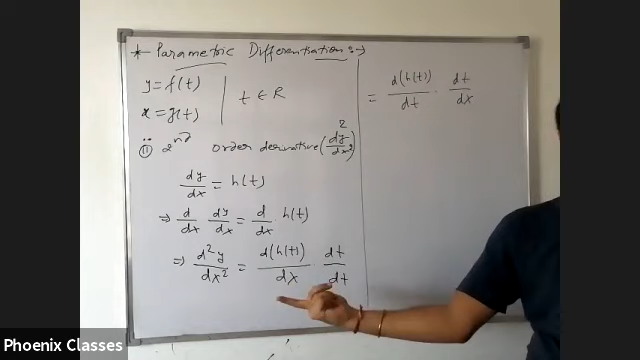 * Parametric Differentiation :→
y = f(t)
x = g(t)
t ∈ R
(ii) 2nd order derivative (d²y/dx²)
dy/dx = h(t)
⇒ d/dx dy/dx = d/dx · h(t)
⇒ d²y/dx² = d(h(t))/dx · dt/dt
= d(h(t))/dt · dt/dx
Phoenix Classes